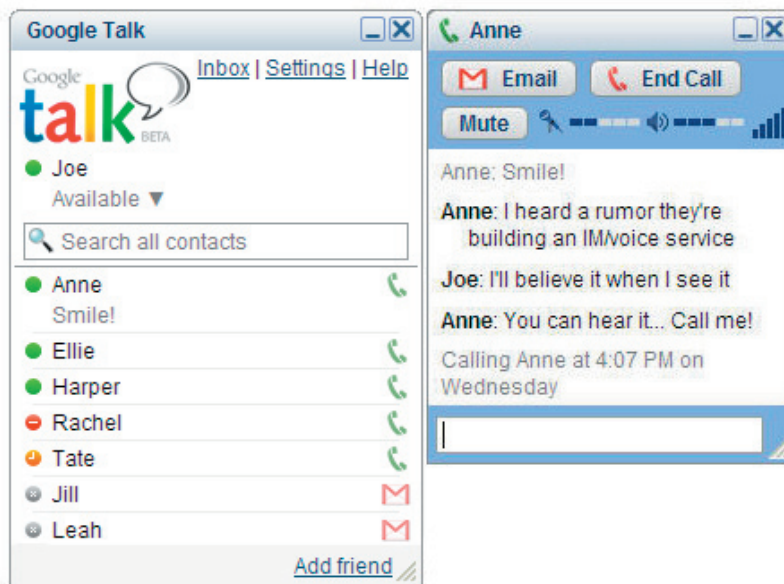 Google Talk
Inbox | Settings | Help
Google
talk
BETA
Joe
Available ▼
Search all contacts
Anne
Smile!
Ellie
Harper
Rachel
Tate
Jill
Leah
Add friend
Anne
Email
End Call
Mute
Anne: Smile!
Anne: I heard a rumor they're
building an IM/voice service
Joe: I'll believe it when I see it
Anne: You can hear it... Call me!
Calling Anne at 4:07 PM on
Wednesday